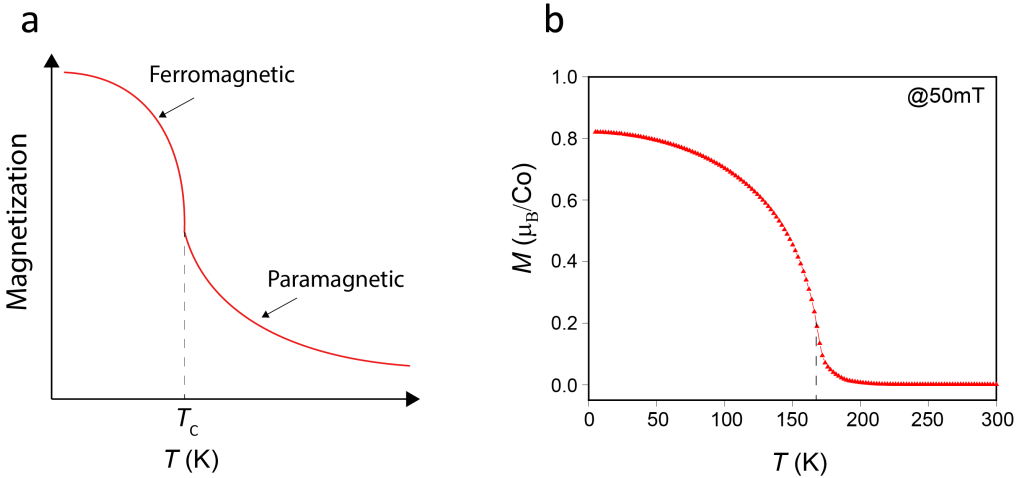 a
Ferromagnetic
Paramagnetic
Magnetization
T_C
T (K)
b
@50mT
1.0
0.8
0.6
0.4
0.2
0.0
M (μ_B/Co)
0 50 100 150 200 250 300
T (K)